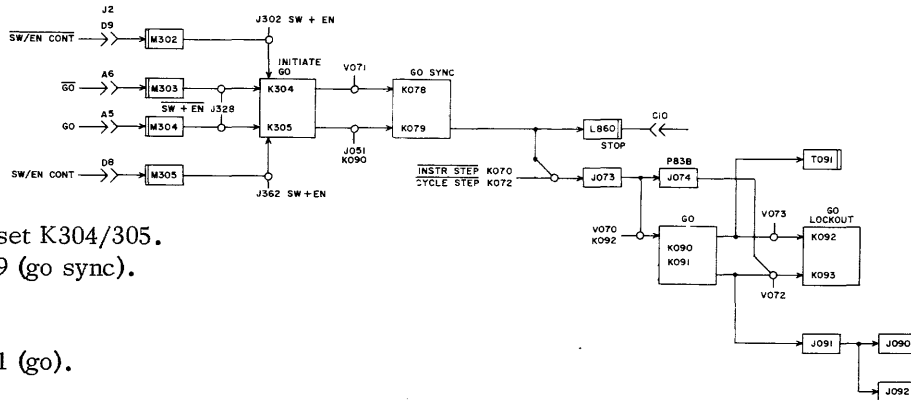 J2
D9
SW/EN CONT
M302
J302 SW + EN
INITIATE
GO
A6
GO
M303
V071
GO SYNC
K304
K078
SW + EN J328
A5
GO
M304
K305
K079
J051
K090
L860
C10
STOP
D8
SW/EN CONT
M305
J362 SW+EN
INSTR STEP K070
CYCLE STEP K072
J073
P83B
J074
T091
V070
K092
GO
K090
K091
V073
GO
LOCKOUT
K092
K093
V072
J091
J090
J092
set K304/305.
9 (go sync).
1 (go).